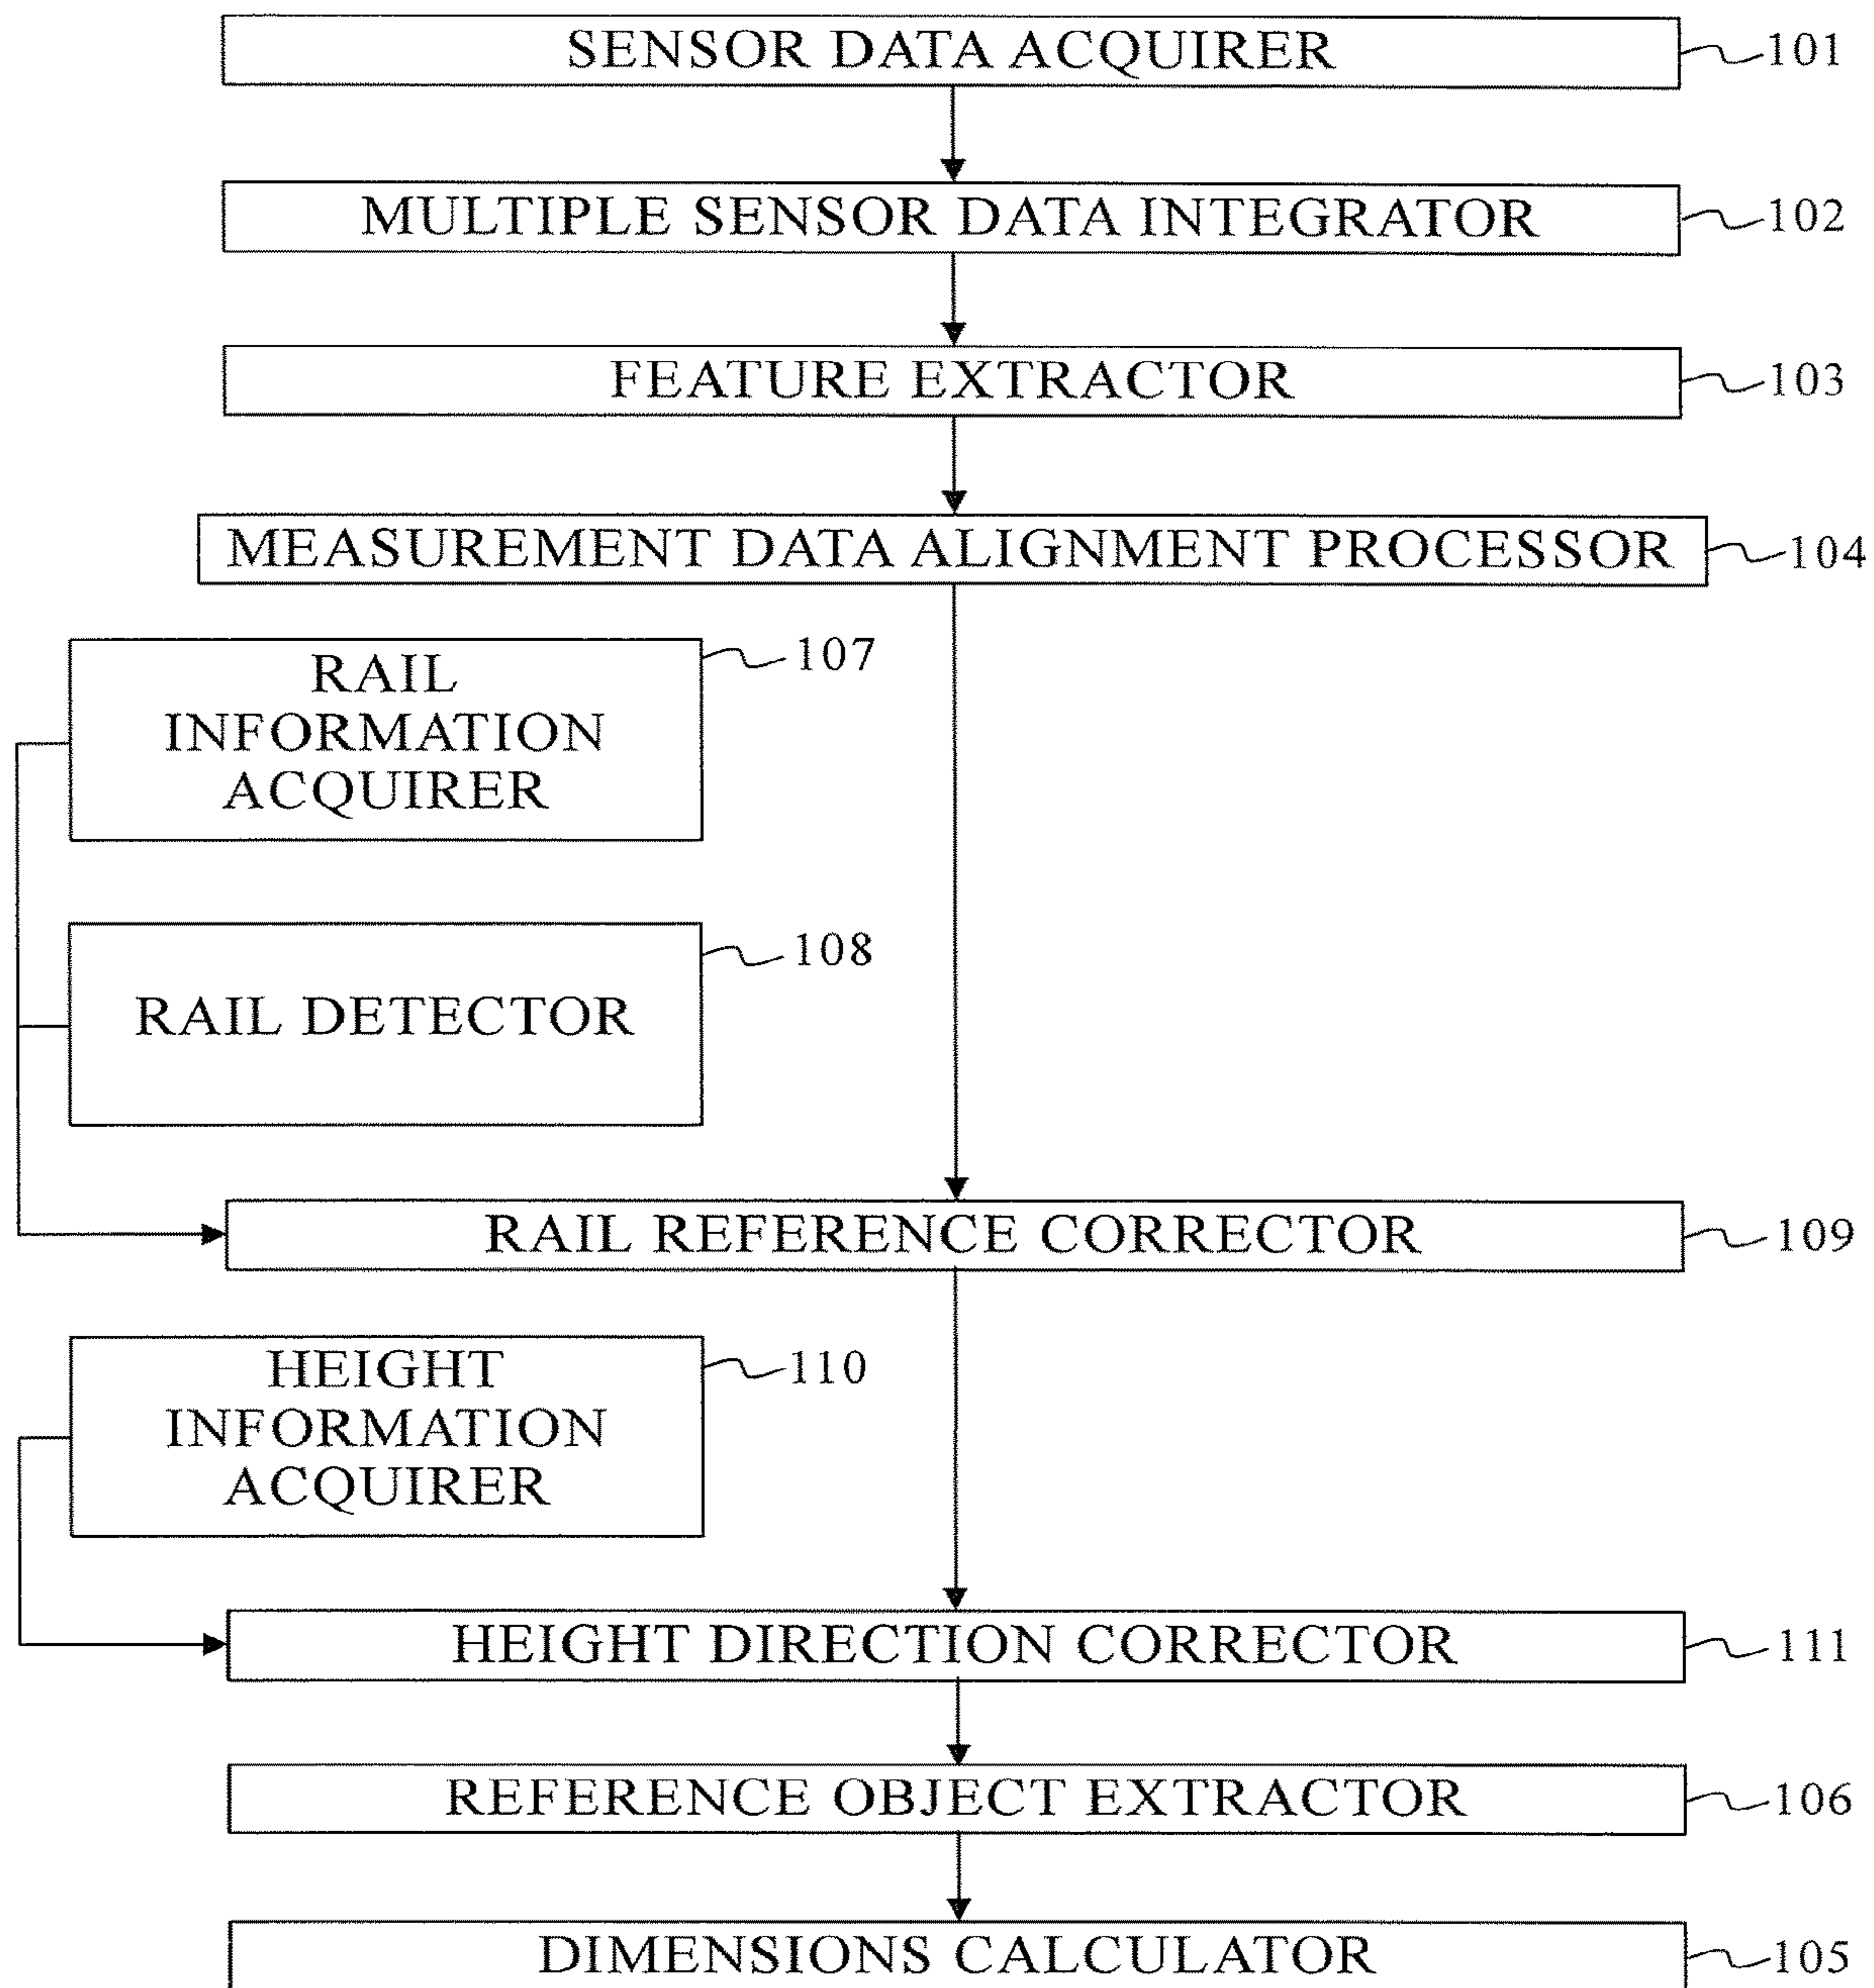 SENSOR DATA ACQUIRER 101
MULTIPLE SENSOR DATA INTEGRATOR 102
FEATURE EXTRACTOR 103
MEASUREMENT DATA ALIGNMENT PROCESSOR 104
RAIL
INFORMATION
ACQUIRER
107
RAIL DETECTOR
108
RAIL REFERENCE CORRECTOR 109
HEIGHT
INFORMATION
ACQUIRER
110
HEIGHT DIRECTION CORRECTOR 111
REFERENCE OBJECT EXTRACTOR 106
DIMENSIONS CALCULATOR 105